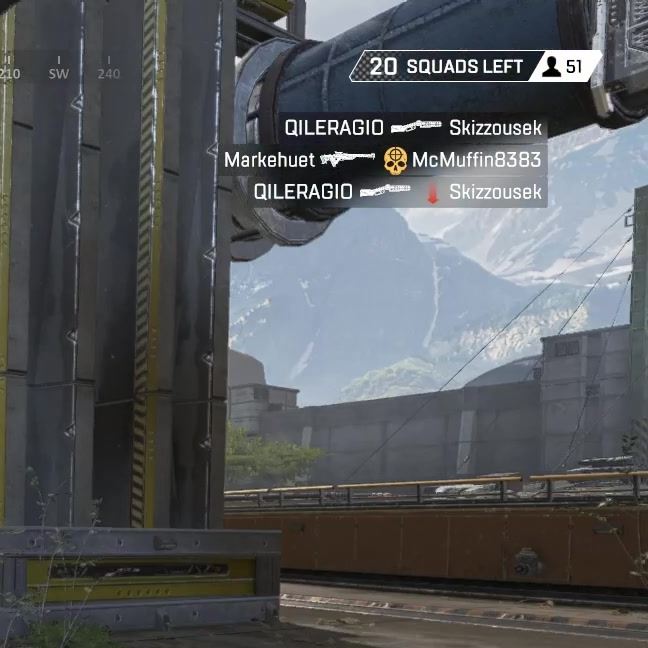 210 SW 240
20 SQUADS LEFT 51
QILERAGIO Skizzousek
Markehuet McMuffin8383
QILERAGIO Skizzousek